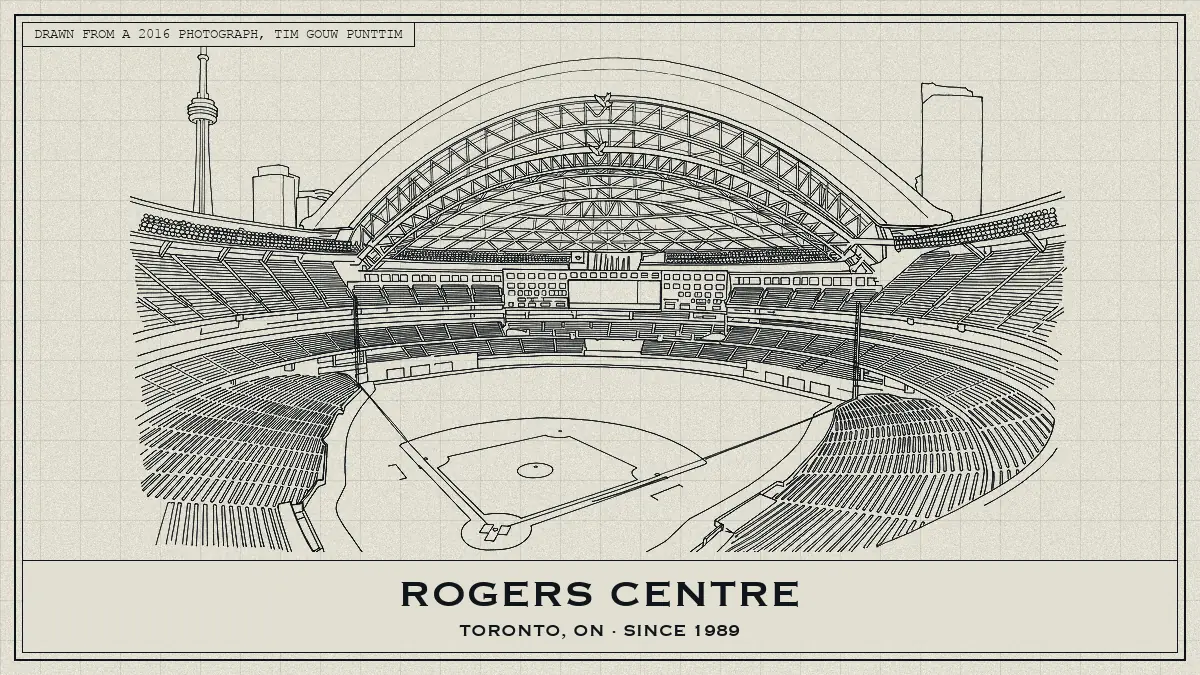 DRAWN FROM A 2016 PHOTOGRAPH, TIM GOUW PUNTTIM
ROGERS CENTRE
TORONTO, ON · SINCE 1989